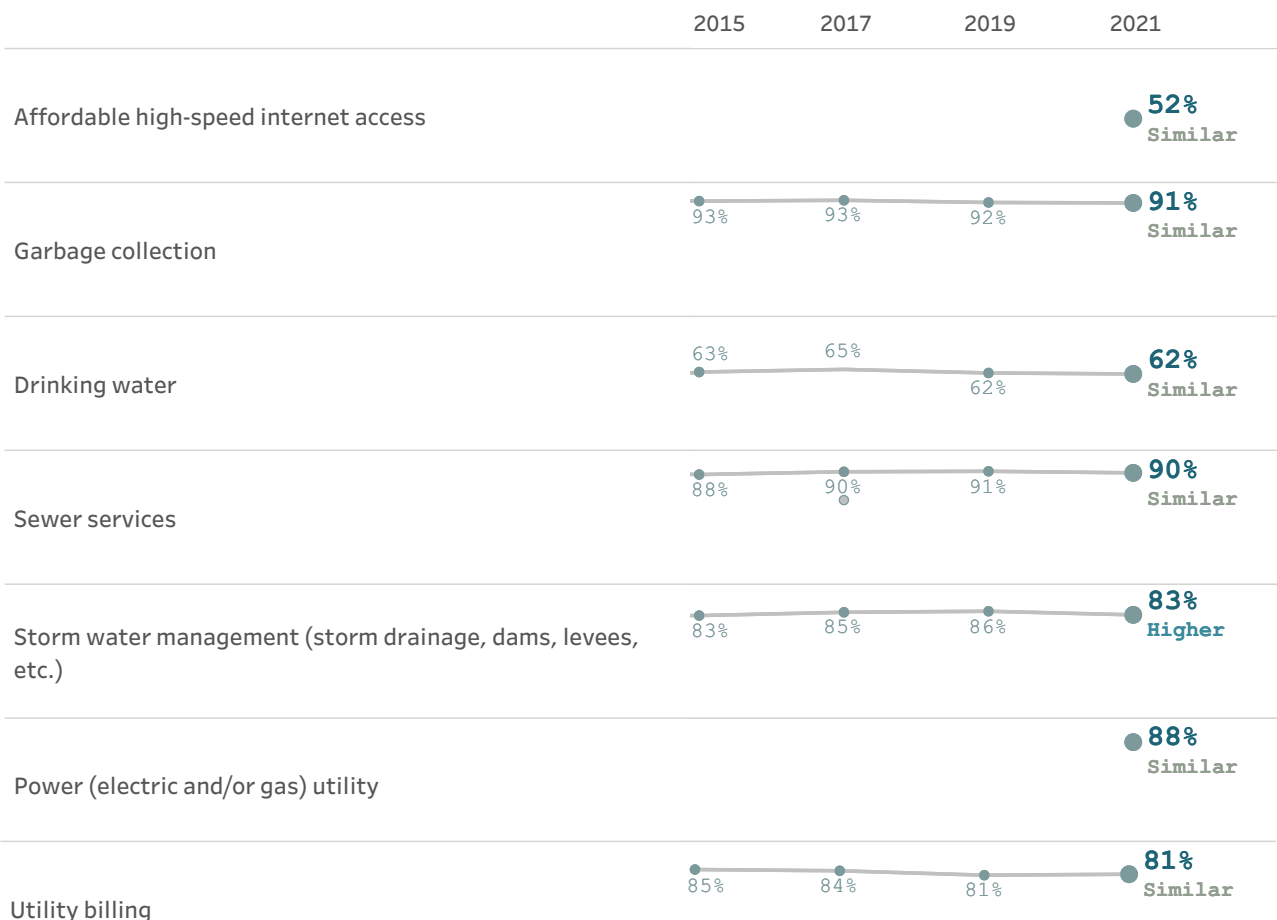 2015 2017 2019 2021
Affordable high-speed internet access
52%
Similar
Garbage collection
93% 93% 92% 91%
Similar
Drinking water
63% 65% 62% 62%
Similar
Sewer services
88% 90% 91% 90%
Similar
Storm water management (storm drainage, dams, levees,
etc.)
83% 85% 86% 83%
Higher
Power (electric and/or gas) utility
88%
Similar
Utility billing
85% 84% 81% 81%
Similar